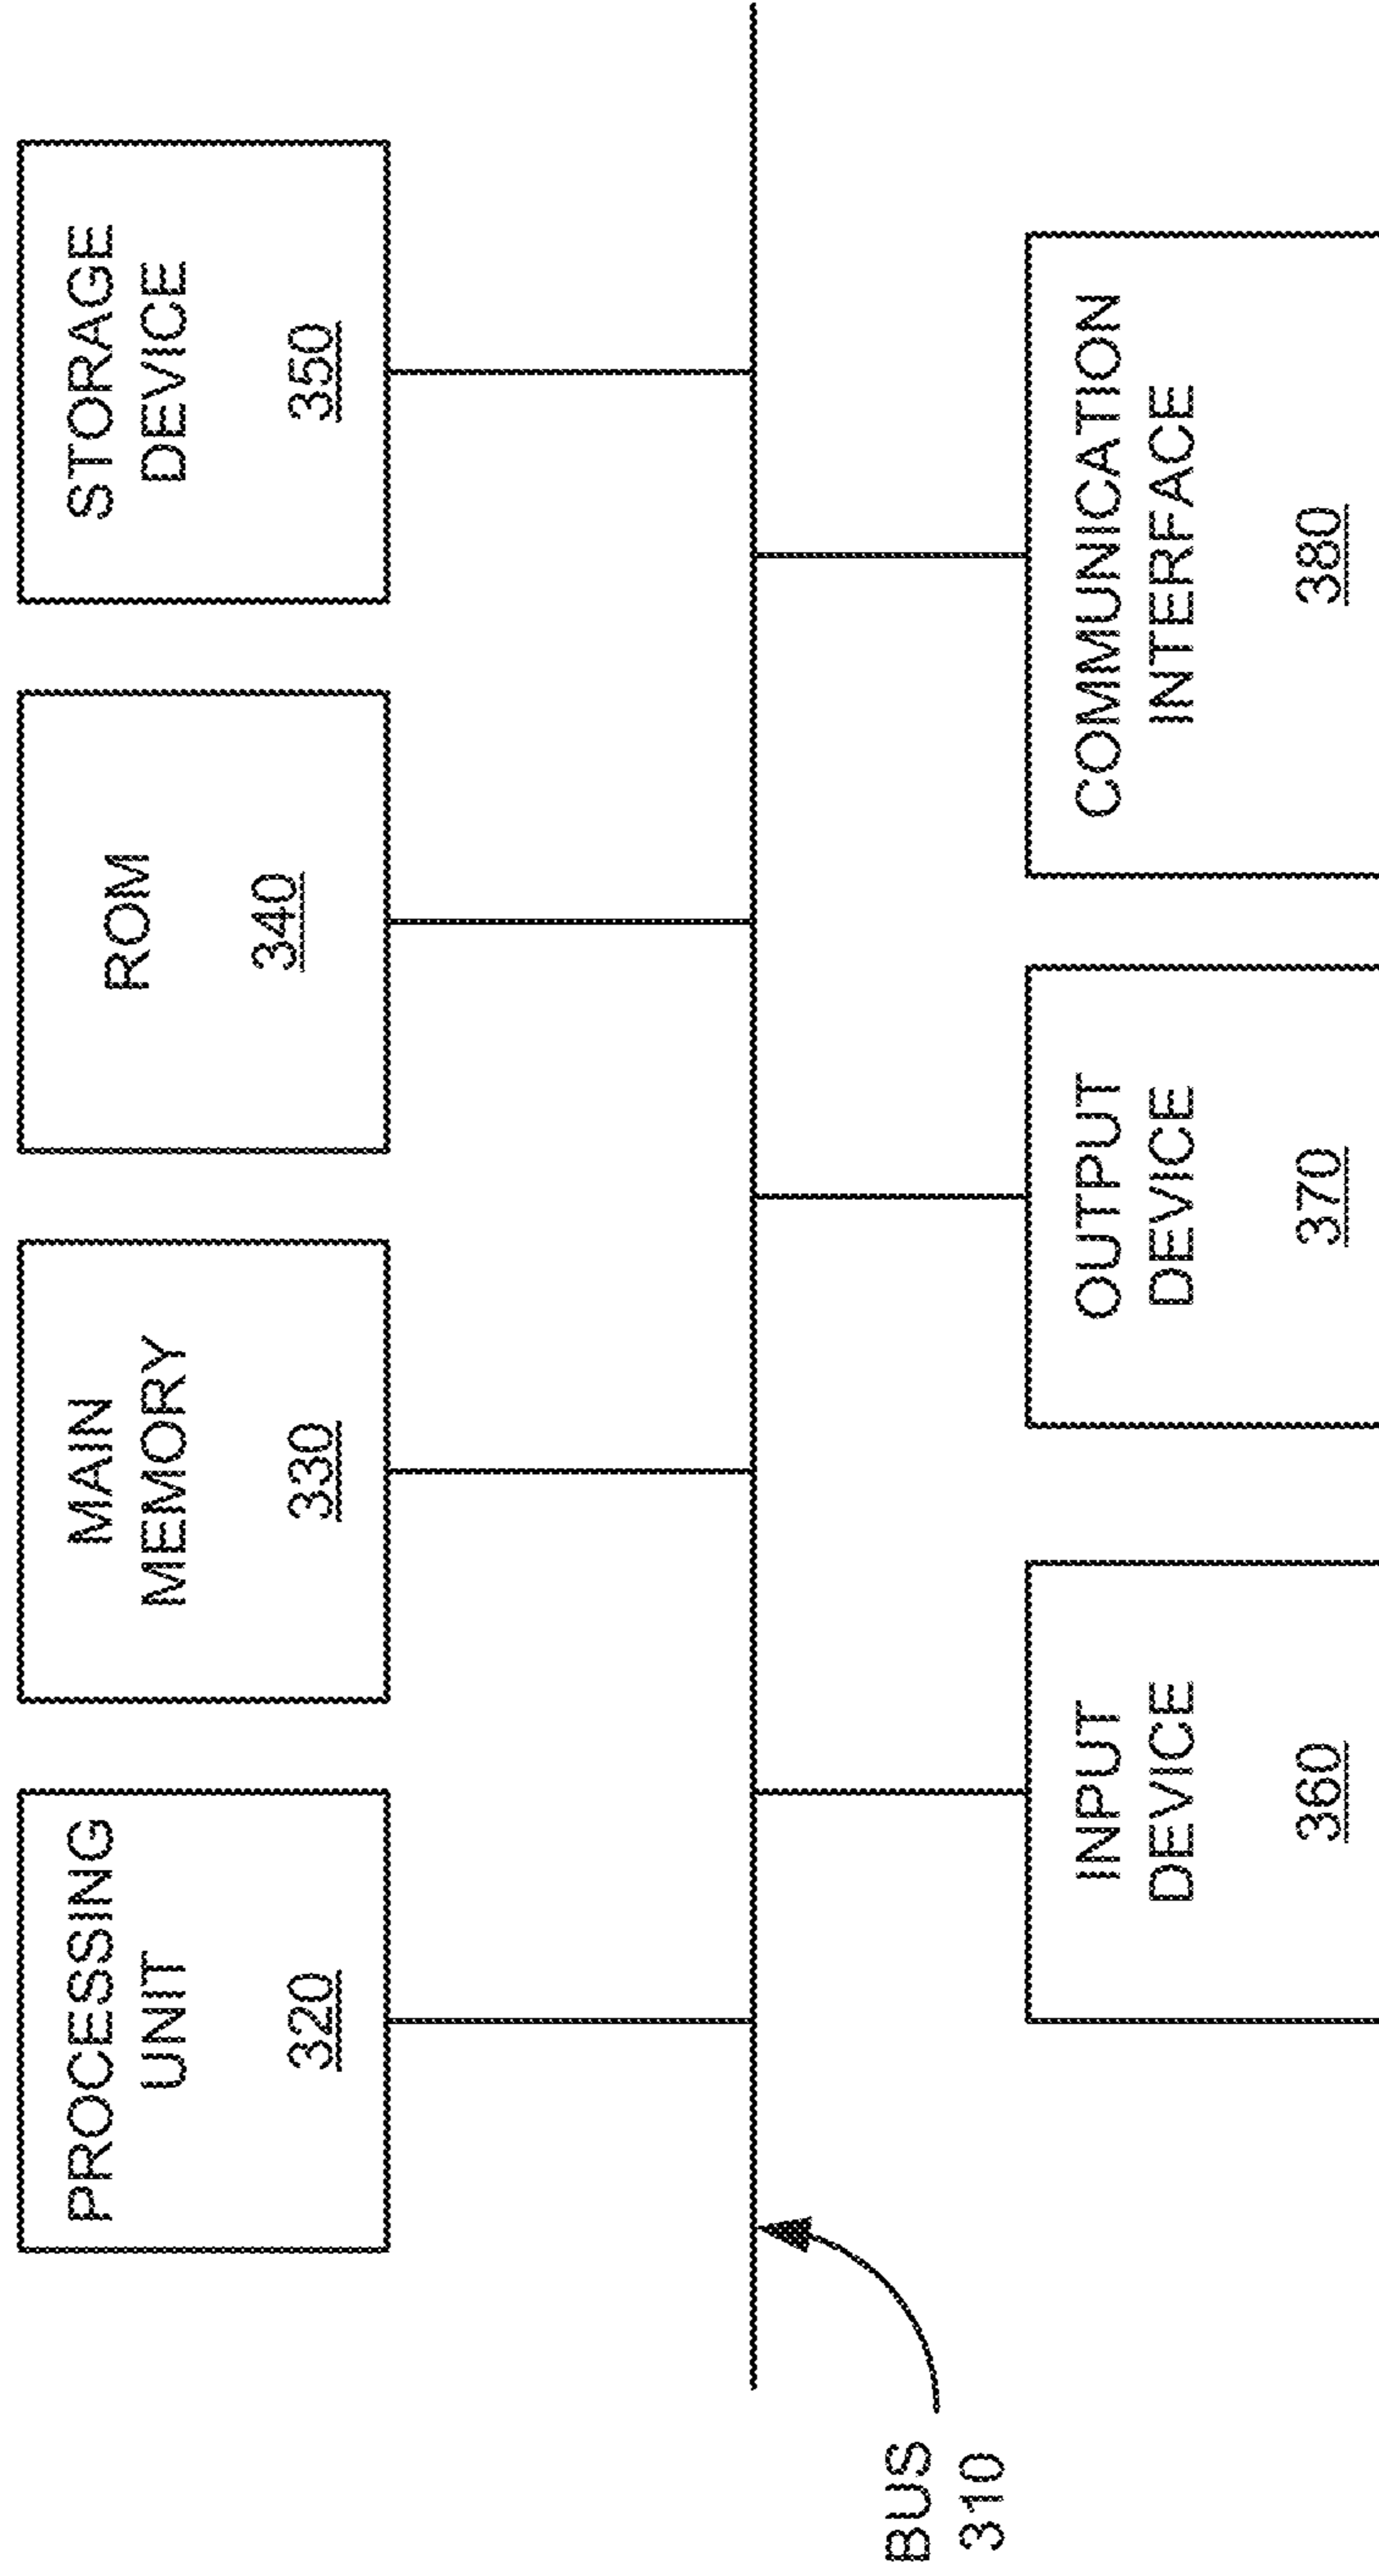 PROCESSING
UNIT
320
MAIN
MEMORY
330
ROM
340
STORAGE
DEVICE
350
BUS
310
INPUT
DEVICE
360
OUTPUT
DEVICE
370
COMMUNICATION
INTERFACE
380